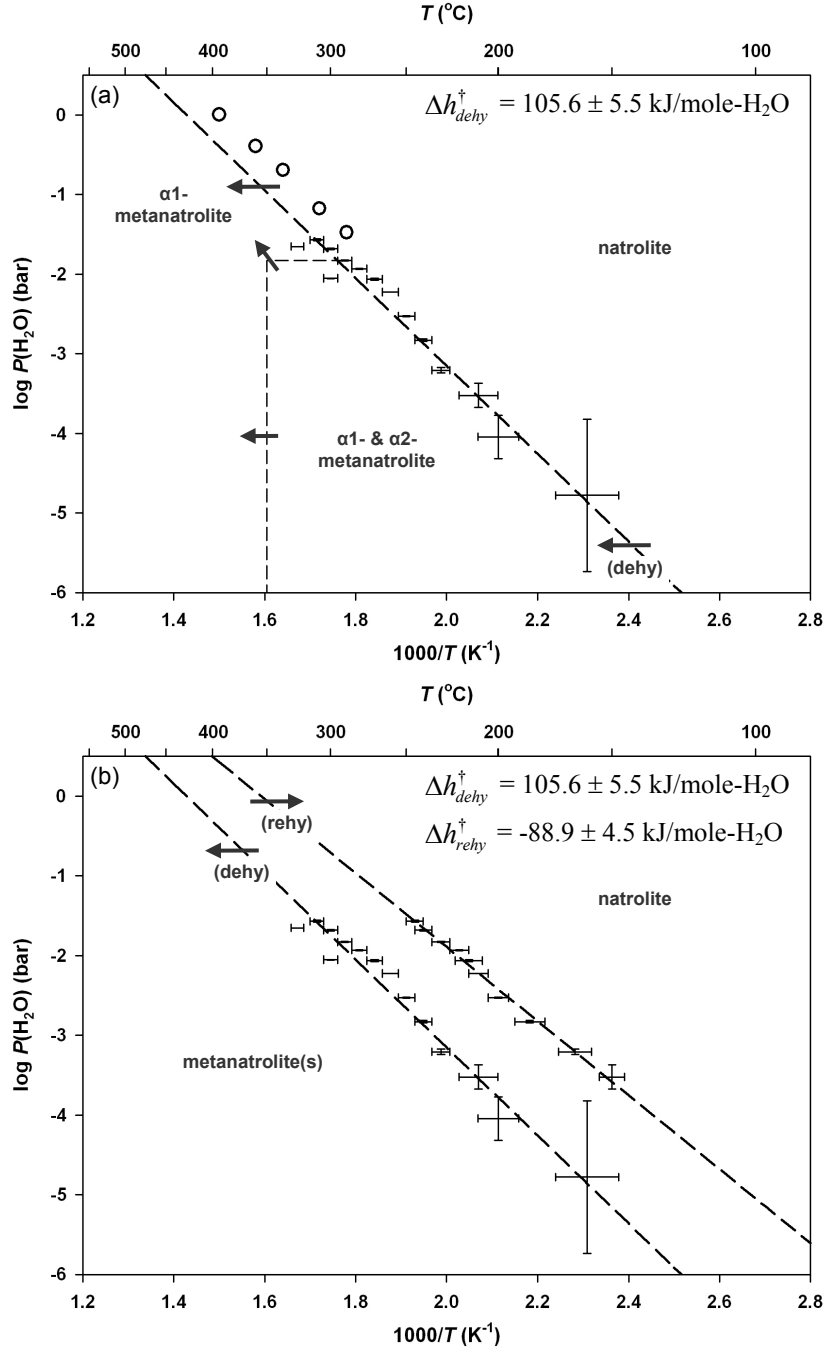 T (°C)
500 400 300 200 100
(a)
Δh†dehy = 105.6 ± 5.5 kJ/mole-H2O
0
α1-
metanatrolite
-1
natrolite
-2
log P(H2O) (bar)
-3
α1- & α2-
metanatrolite
-4
-5
(dehy)
-6
1.2 1.4 1.6 1.8 2.0 2.2 2.4 2.6 2.8
1000/T (K-1)
T (°C)
500 400 300 200 100
(b)
Δh†dehy = 105.6 ± 5.5 kJ/mole-H2O
0
(rehy)
Δh†rehy = -88.9 ± 4.5 kJ/mole-H2O
(dehy)
-1
natrolite
-2
log P(H2O) (bar)
-3
metanatrolite(s)
-4
-5
-6
1.2 1.4 1.6 1.8 2.0 2.2 2.4 2.6 2.8
1000/T (K-1)